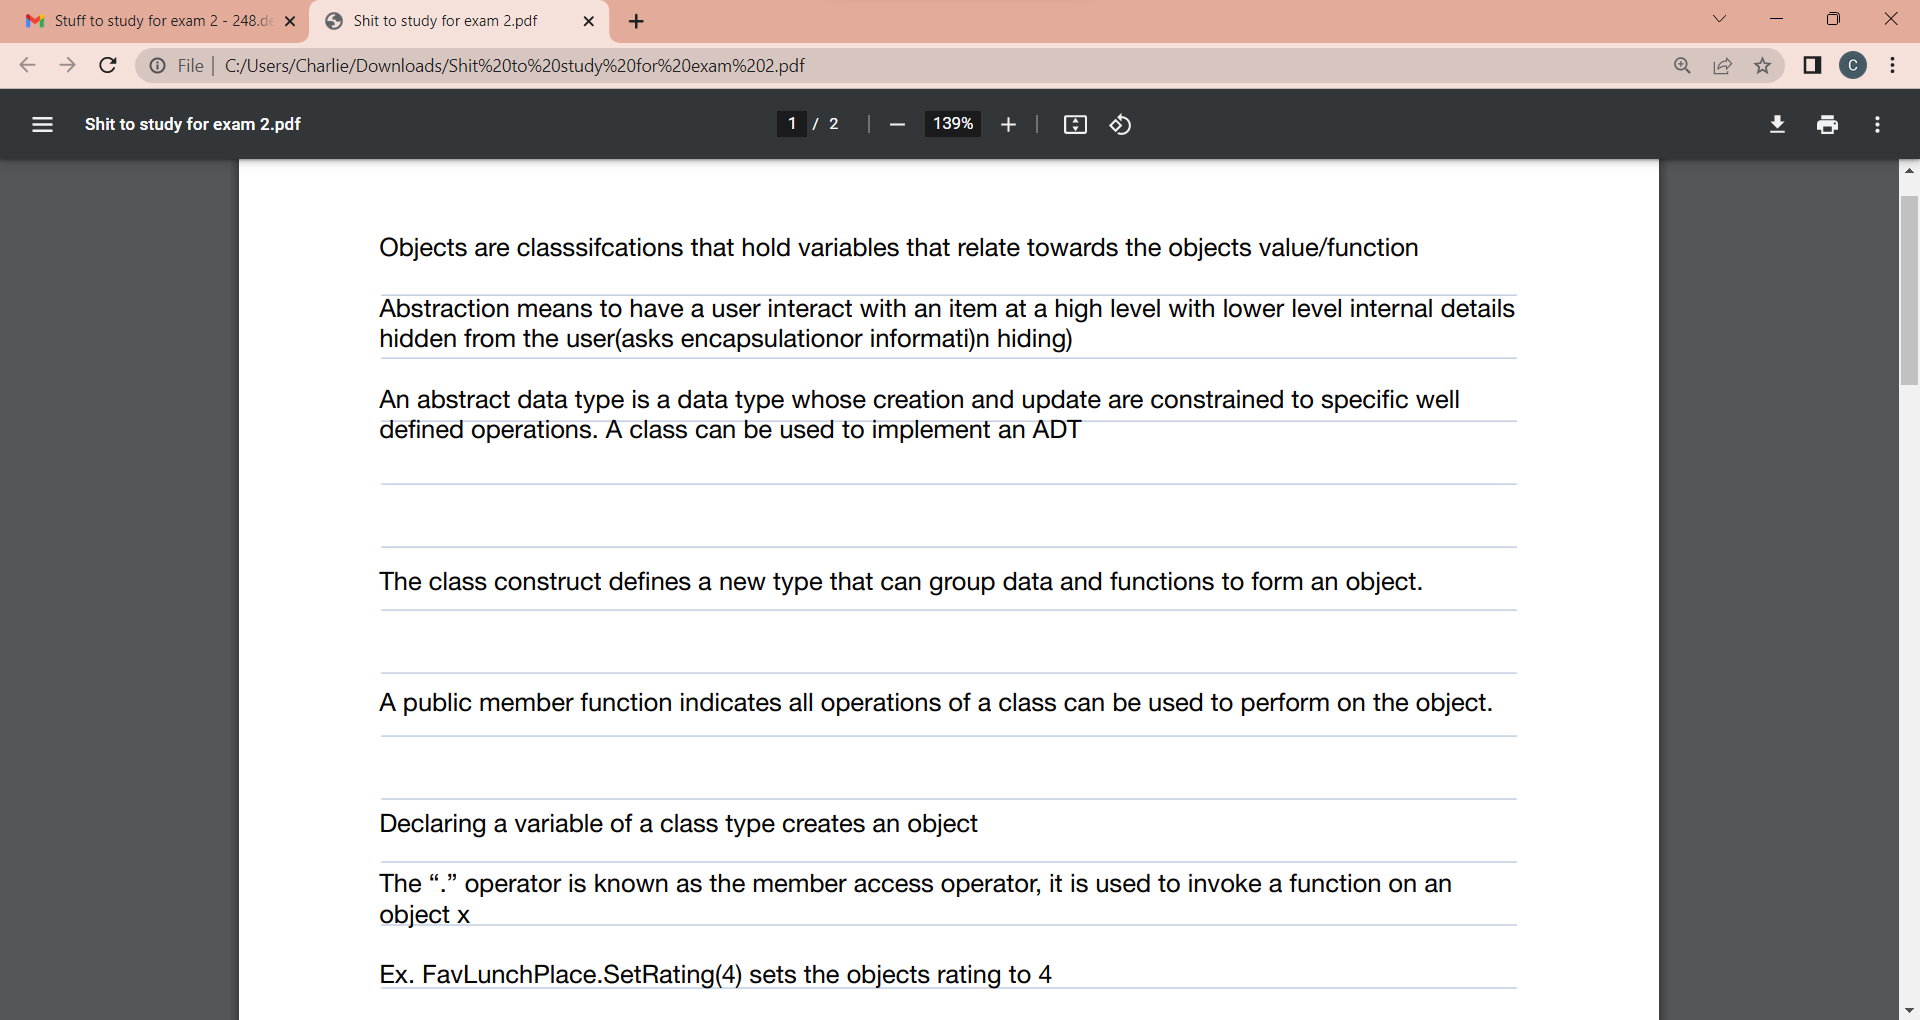 Stuff to study for exam 2 - 248.de
Shit to study for exam 2.pdf
File | C:/Users/Charlie/Downloads/Shit%20to%20study%20for%20exam%202.pdf
C
Shit to study for exam 2.pdf
1 / 2
139%
Objects are classsifcations that hold variables that relate towards the objects value/function
Abstraction means to have a user interact with an item at a high level with lower level internal details
hidden from the user(asks encapsulationor informati)n hiding)
An abstract data type is a data type whose creation and update are constrained to specific well
defined operations. A class can be used to implement an ADT
The class construct defines a new type that can group data and functions to form an object.
A public member function indicates all operations of a class can be used to perform on the object.
Declaring a variable of a class type creates an object
The “.” operator is known as the member access operator, it is used to invoke a function on an
object x
Ex. FavLunchPlace.SetRating(4) sets the objects rating to 4